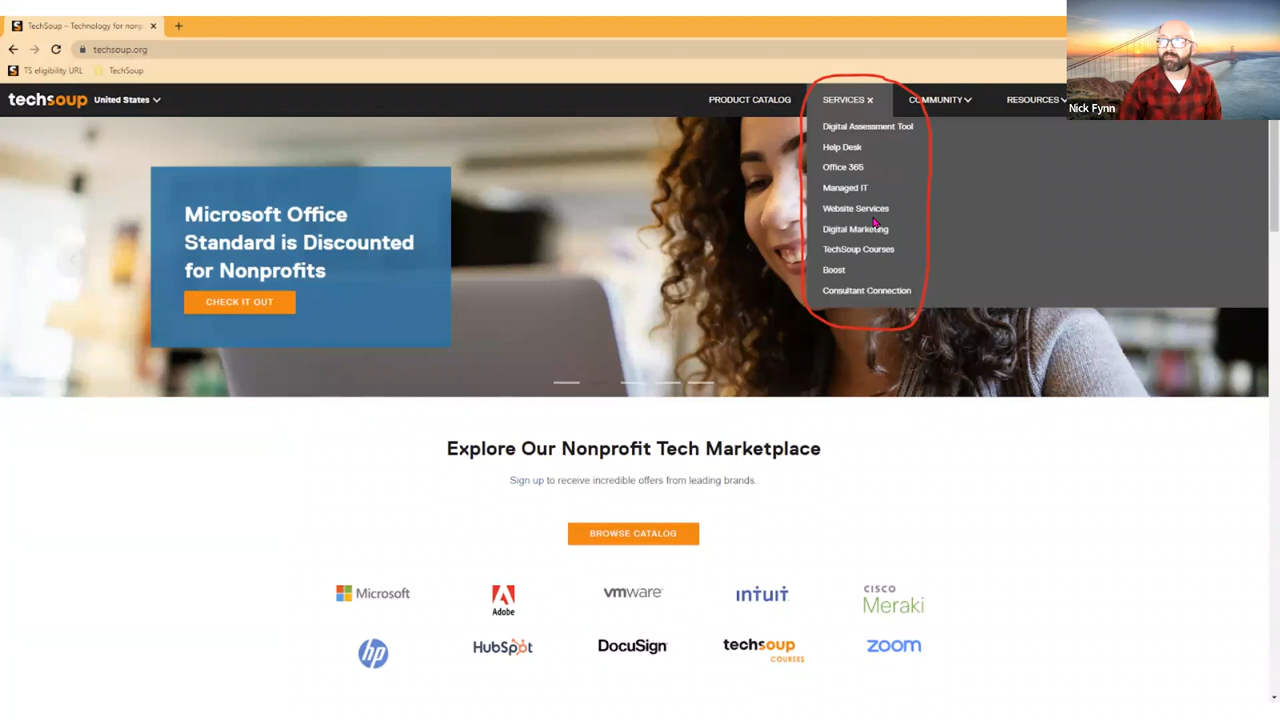 TechSoup – Technology for nonp
techsoup.org
TS eligibility URL
TechSoup
techsoup
United States
PRODUCT CATALOG
SERVICES
COMMUNITY
RESOURCES
Nick Fynn
Digital Assessment Tool
Help Desk
Office 365
Managed IT
Website Services
Digital Marketing
TechSoup Courses
Boost
Consultant Connection
Microsoft Office
Standard is Discounted
for Nonprofits
CHECK IT OUT
Explore Our Nonprofit Tech Marketplace
Sign up to receive incredible offers from leading brands.
BROWSE CATALOG
Microsoft
Adobe
vmware
intuit
CISCO
Meraki
hp
HubSpot
DocuSign
techsoup
COURSES
zoom